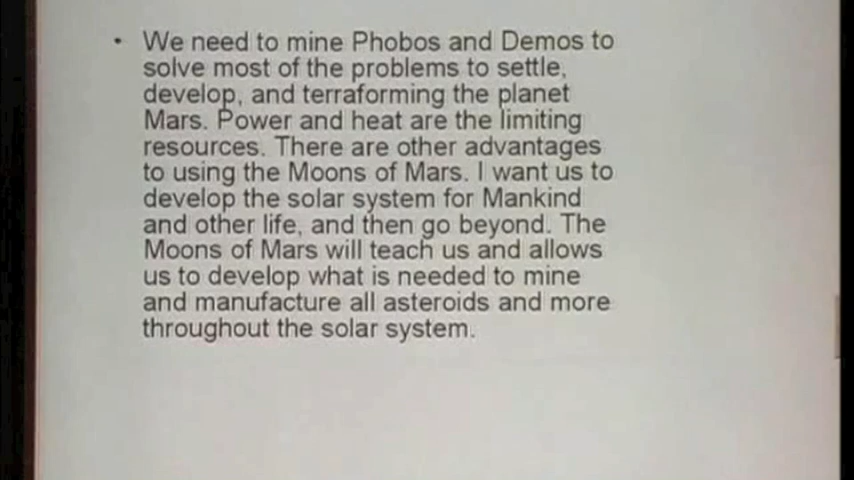 • We need to mine Phobos and Demos to
solve most of the problems to settle,
develop, and terraforming the planet
Mars. Power and heat are the limiting
resources. There are other advantages
to using the Moons of Mars. I want us to
develop the solar system for Mankind
and other life, and then go beyond. The
Moons of Mars will teach us and allows
us to develop what is needed to mine
and manufacture all asteroids and more
throughout the solar system.